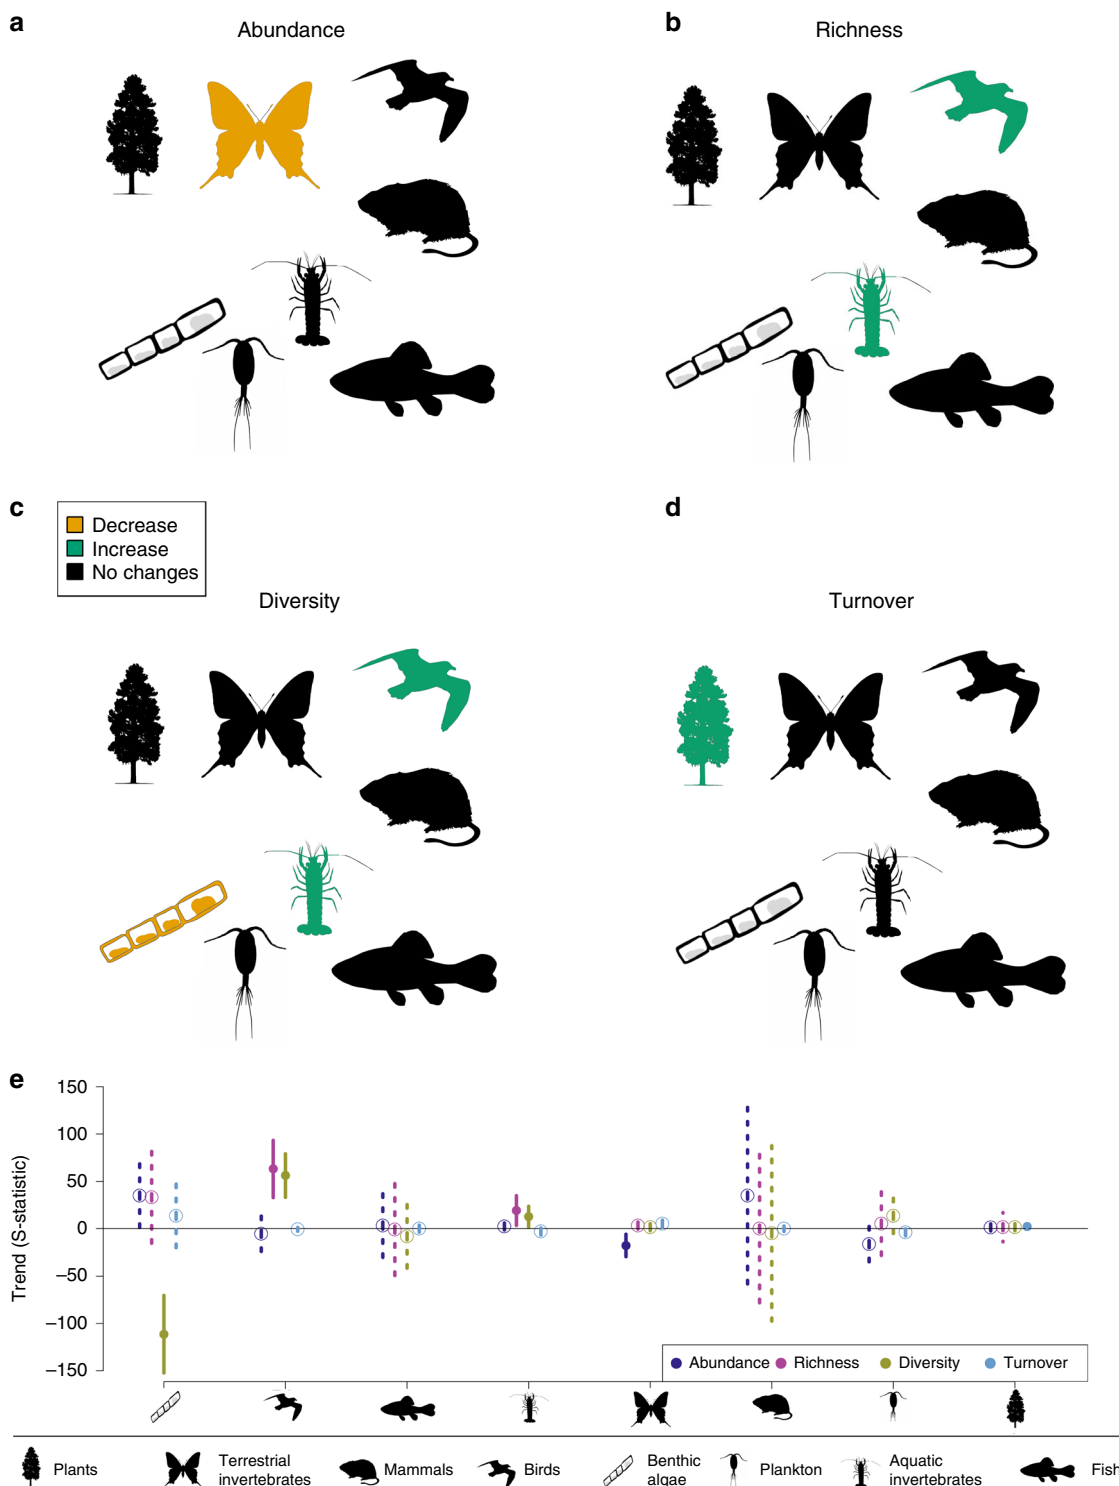 a
Abundance
b
Richness
c
Decrease
Increase
No changes
Diversity
d
Turnover
e
Trend (S-statistic)
150
100
50
0
−50
−100
−150
Abundance
Richness
Diversity
Turnover
Plants
Terrestrial
invertebrates
Mammals
Birds
Benthic
algae
Plankton
Aquatic
invertebrates
Fish